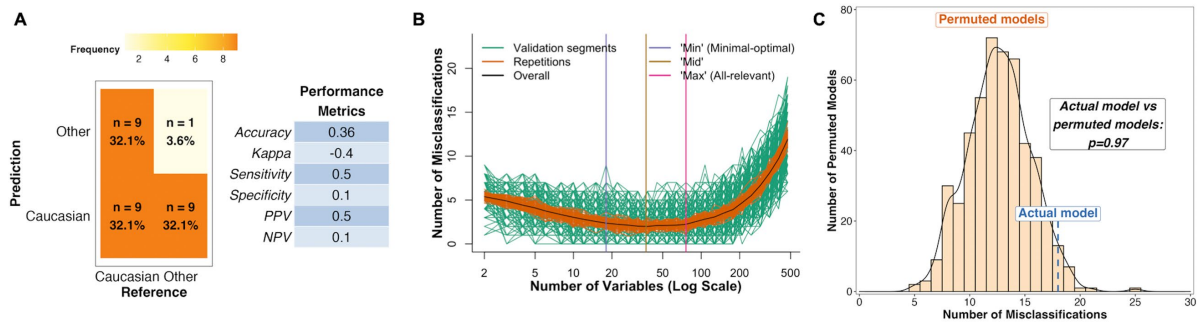 A
Frequency
2 4 6 8
Prediction
Other
n = 9
32.1%
n = 1
3.6%
Caucasian
n = 9
32.1%
n = 9
32.1%
Caucasian Other
Reference
Performance
Metrics
Accuracy 0.36
Kappa -0.4
Sensitivity 0.5
Specificity 0.1
PPV 0.5
NPV 0.1
B
Number of Misclassifications
20
15
10
5
0
Validation segments
Repetitions
Overall
'Min' (Minimal-optimal)
'Mid'
'Max' (All-relevant)
2 5 10 20 50 100 200 500
Number of Variables (Log Scale)
C
Number of Permuted Models
80
60
40
20
0
Permuted models
Actual model vs
permuted models:
p=0.97
Actual model
0 5 10 15 20 25 30
Number of Misclassifications